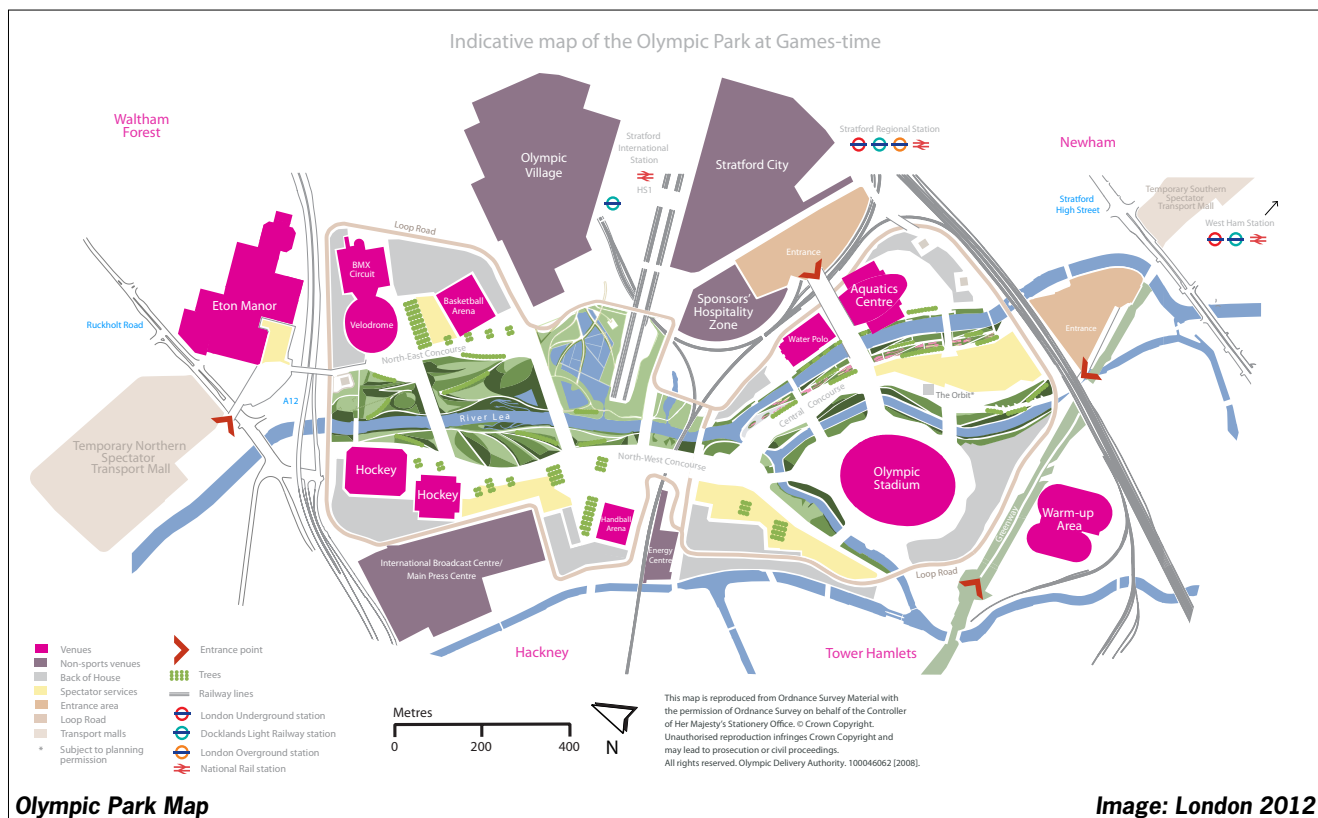 Indicative map of the Olympic Park at Games-time
Waltham
Forest
Olympic
Village
Stratford
International
Station
HS1
Stratford City
Stratford Regional Station
Newham
Temporary Southern
Spectator
Transport Mall
Stratford
High Street
West Ham Station
Loop Road
Entrance
BMX
Circuit
Eton Manor
Velodrome
Basketball
Arena
Sponsors'
Hospitality
Zone
Aquatics
Centre
Entrance
Ruckholt Road
Water Polo
North-East Concourse
A12
River Lea
Central Concourse
The Orbit*
Temporary Northern
Spectator
Transport Mall
North-West Concourse
Hockey
Hockey
Olympic
Stadium
Handball
Arena
Warm-up
Area
Greenway
International Broadcast Centre/
Main Press Centre
Energy
Centre
Loop Road
Hackney
Tower Hamlets
Venues
Non-sports venues
Back of House
Spectator services
Entrance area
Loop Road
Transport malls
* Subject to planning
permission
Entrance point
Trees
Railway lines
London Underground station
Docklands Light Railway station
London Overground station
National Rail station
Metres
0 200 400
N
This map is reproduced from Ordnance Survey Material with
the permission of Ordnance Survey on behalf of the Controller
of Her Majesty's Stationery Office. © Crown Copyright.
Unauthorised reproduction infringes Crown Copyright and
may lead to prosecution or civil proceedings.
All rights reserved. Olympic Delivery Authority. 100046062 [2008].
Olympic Park Map
Image: London 2012